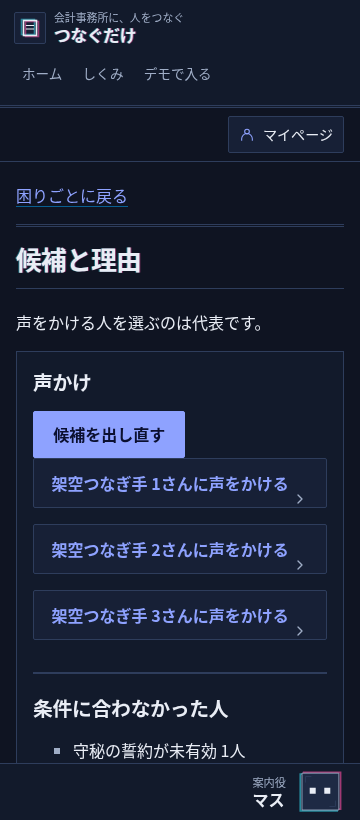 会計事務所に、人をつなぐ
つなぐだけ
ホーム しくみ デモで入る
マイページ
困りごとに戻る
候補と理由
声をかける人を選ぶのは代表です。
声かけ
候補を出し直す
架空つなぎ手 1さんに声をかける
架空つなぎ手 2さんに声をかける
架空つなぎ手 3さんに声をかける
条件に合わなかった人
守秘の誓約が未有効 1人
案内役
マス